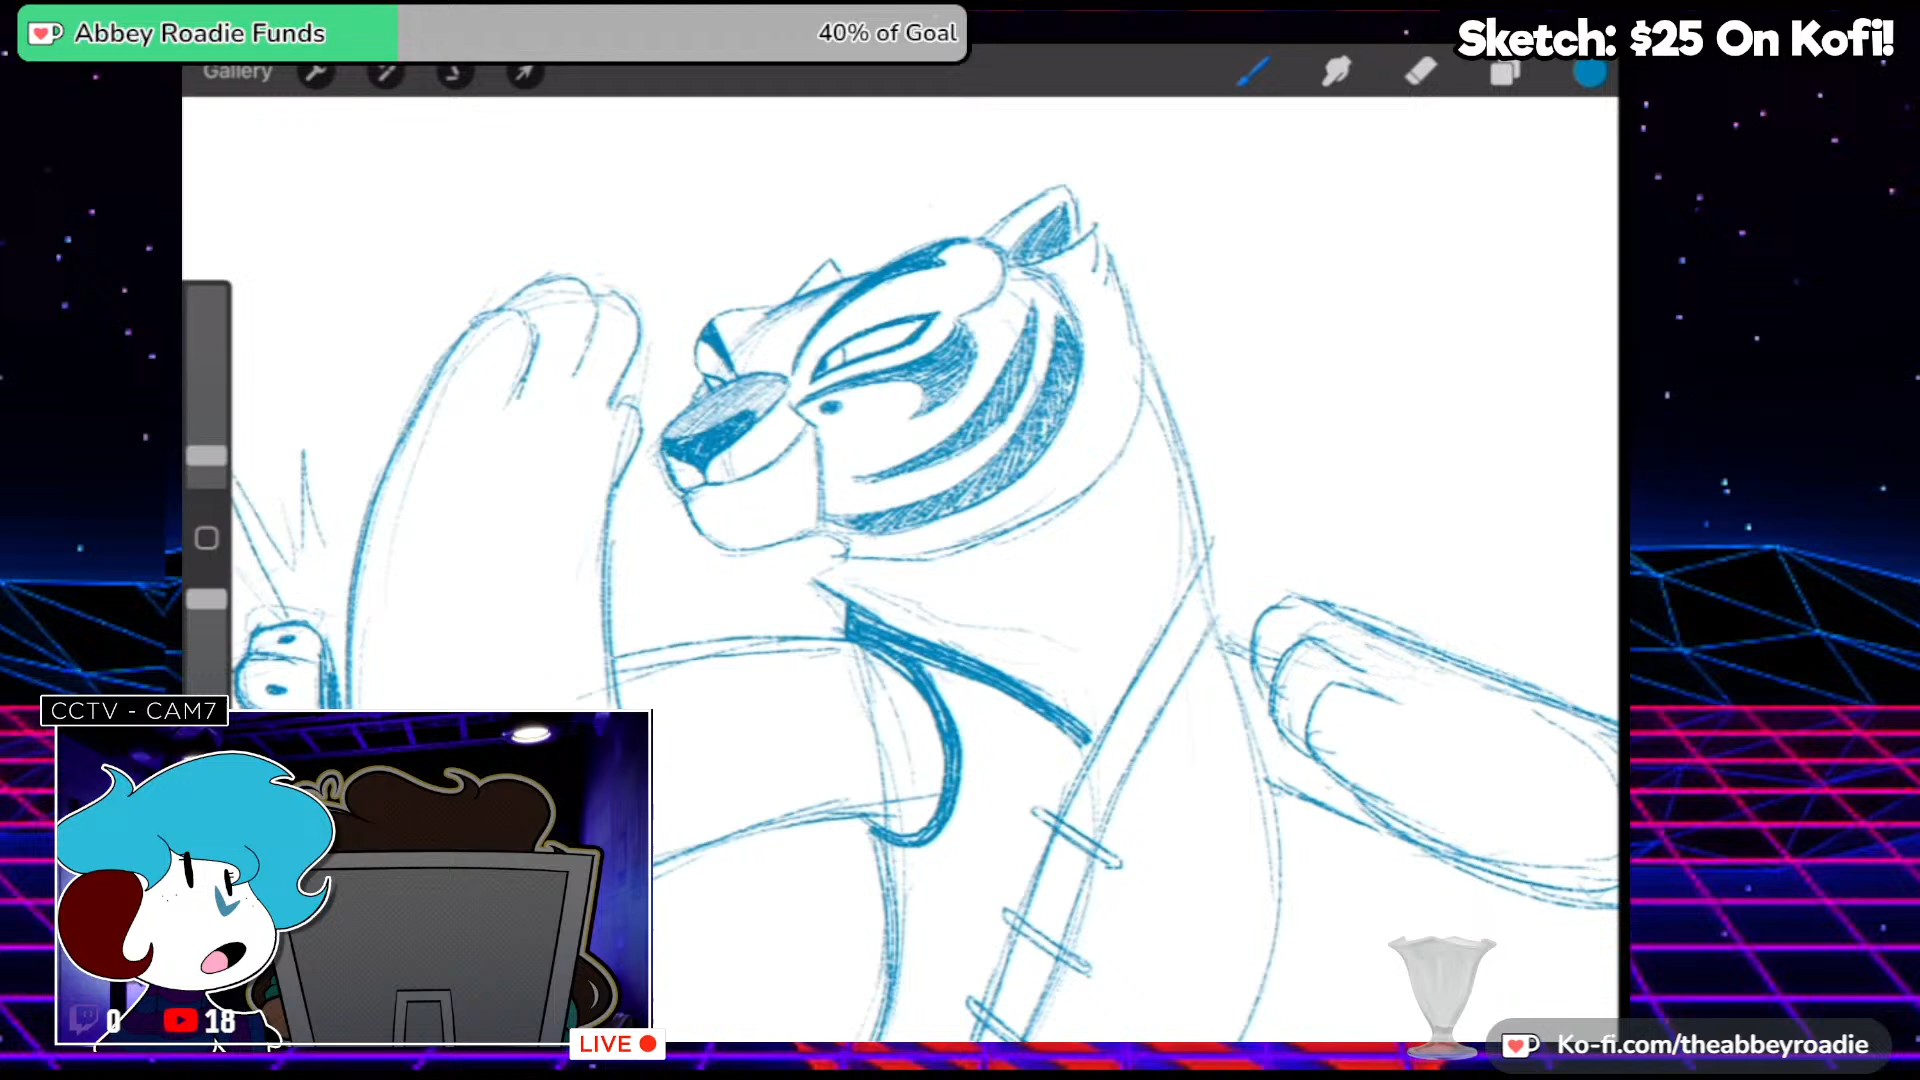 Abbey Roadie Funds
40% of Goal
Sketch: $25 On Kofi!
Gallery
CCTV - CAM7
0
18
LIVE
Ko-fi.com/theabbeyroadie